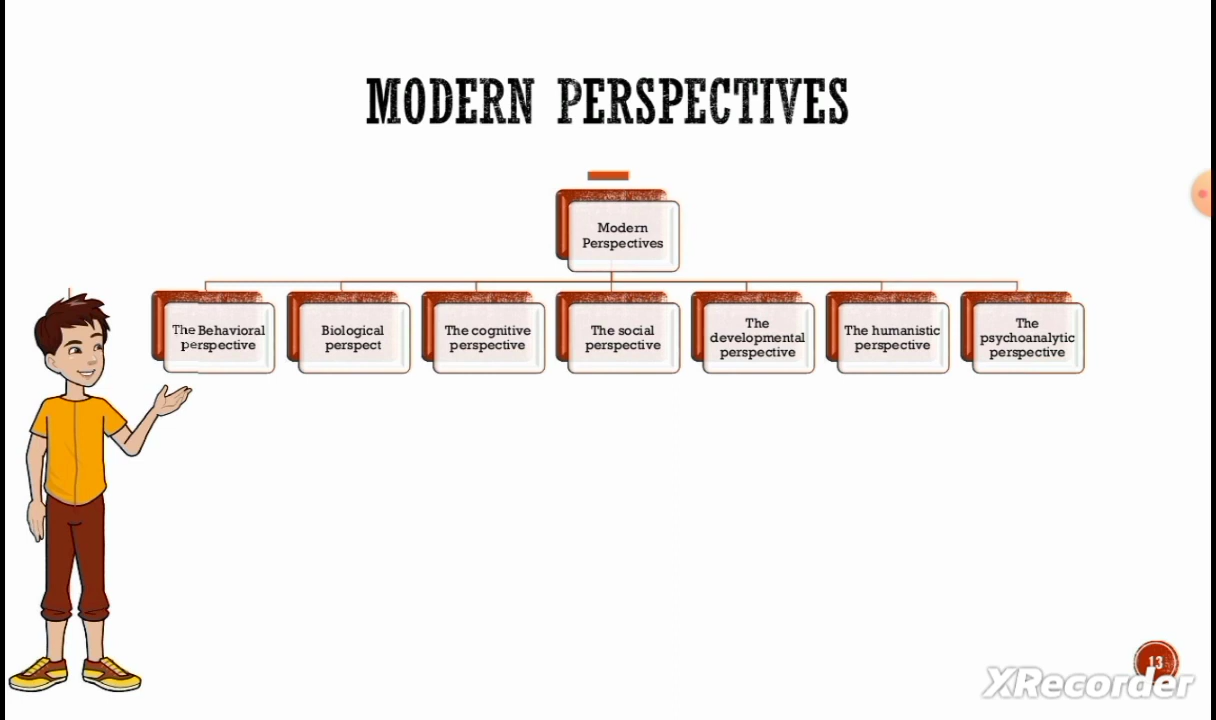 MODERN PERSPECTIVES
Modern
Perspectives
The Behavioral
perspective
Biological
perspect
The cognitive
perspective
The social
perspective
The
developmental
perspective
The humanistic
perspective
The
psychoanalytic
perspective
13
XRecorder